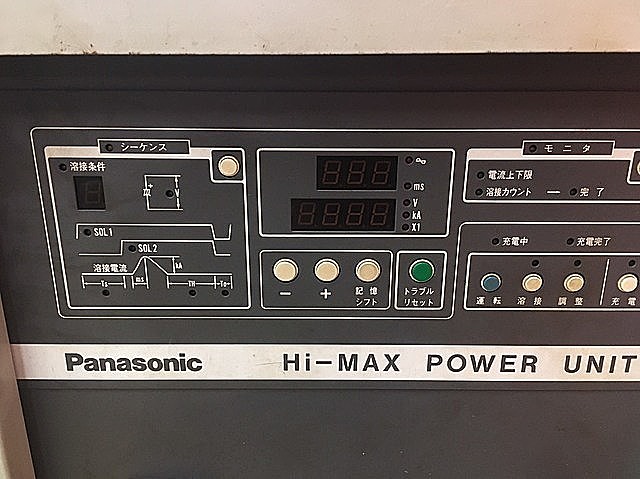 シーケンス
溶接条件
V
SOL1
SOL2
溶接電流
kA
Ts
ms
TH
To
ms
V
kA
X1
−
+
記憶
シフト
トラブル
リセット
モニタ
電流上下限
溶接カウント — 完了
充電中
充電完了
運転
溶接
調整
充電
Panasonic Hi-MAX POWER UNIT